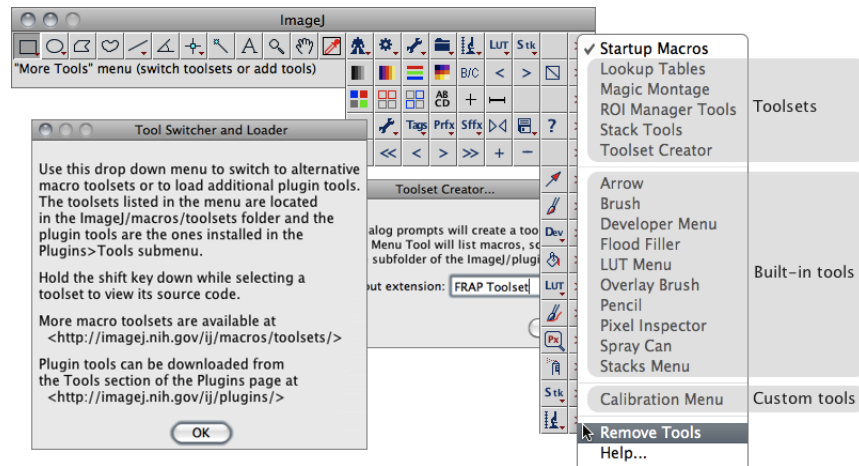 ImageJ
"More Tools" menu (switch toolsets or add tools)
A
LUT Stk
B/C < >
AB
CD
+
Tags Prfx Sffx ?
<< < > >> + −
Tool Switcher and Loader
Use this drop down menu to switch to alternative
macro toolsets or to load additional plugin tools.
The toolsets listed in the menu are located
in the ImageJ/macros/toolsets folder and the
plugin tools are the ones installed in the
Plugins>Tools submenu.
Hold the shift key down while selecting a
toolset to view its source code.
More macro toolsets are available at
<http://imagej.nih.gov/ij/macros/toolsets/>
Plugin tools can be downloaded from
the Tools section of the Plugins page at
<http://imagej.nih.gov/ij/plugins/>
OK
Toolset Creator...
prompts will create a
Menu Tool will list macros,
subfolder of the
extension: FRAP Toolset
Dev
LUT
Px
Stk
✓ Startup Macros
Lookup Tables
Magic Montage
ROI Manager Tools
Stack Tools
Toolset Creator
Toolsets
Arrow
Brush
Developer Menu
Flood Filler
LUT Menu
Overlay Brush
Pencil
Pixel Inspector
Spray Can
Stacks Menu
Built-in tools
Calibration Menu
Custom tools
Remove Tools
Help...